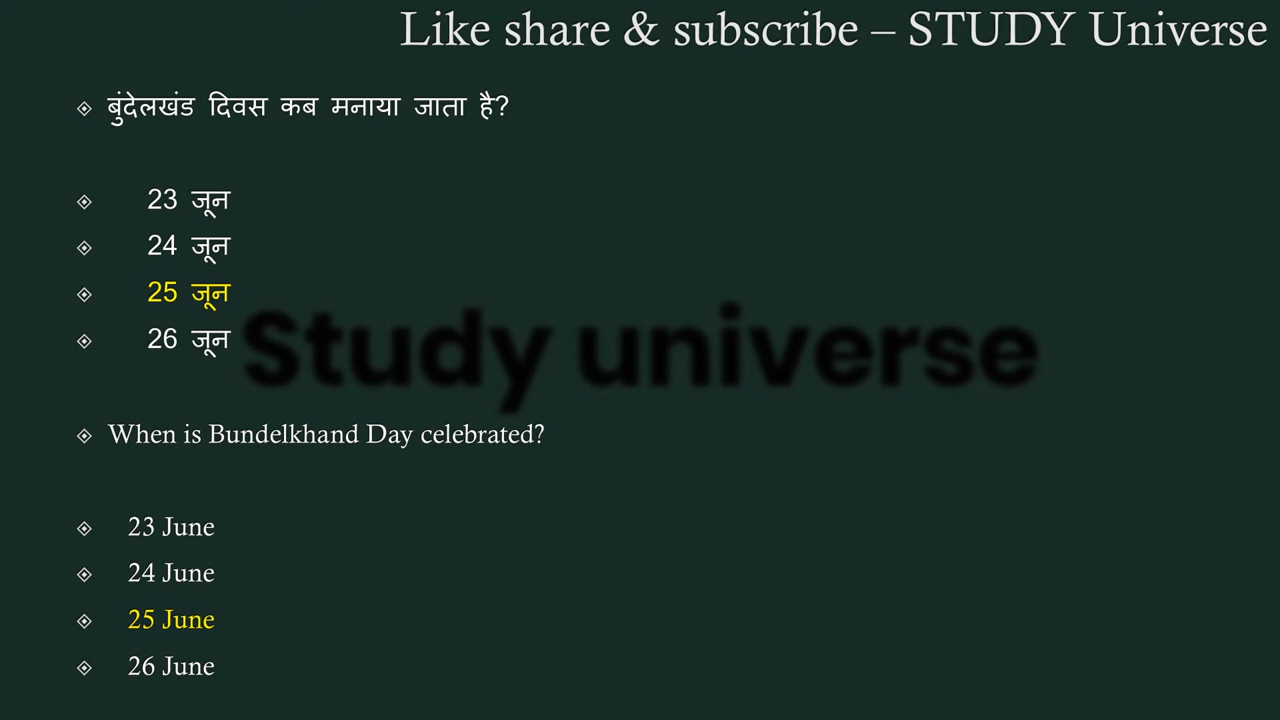 Like share & subscribe – STUDY Universe
बुंदेलखंड दिवस कब मनाया जाता है?
23 जून
24 जून
25 जून
26 जून
Study universe
When is Bundelkhand Day celebrated?
23 June
24 June
25 June
26 June